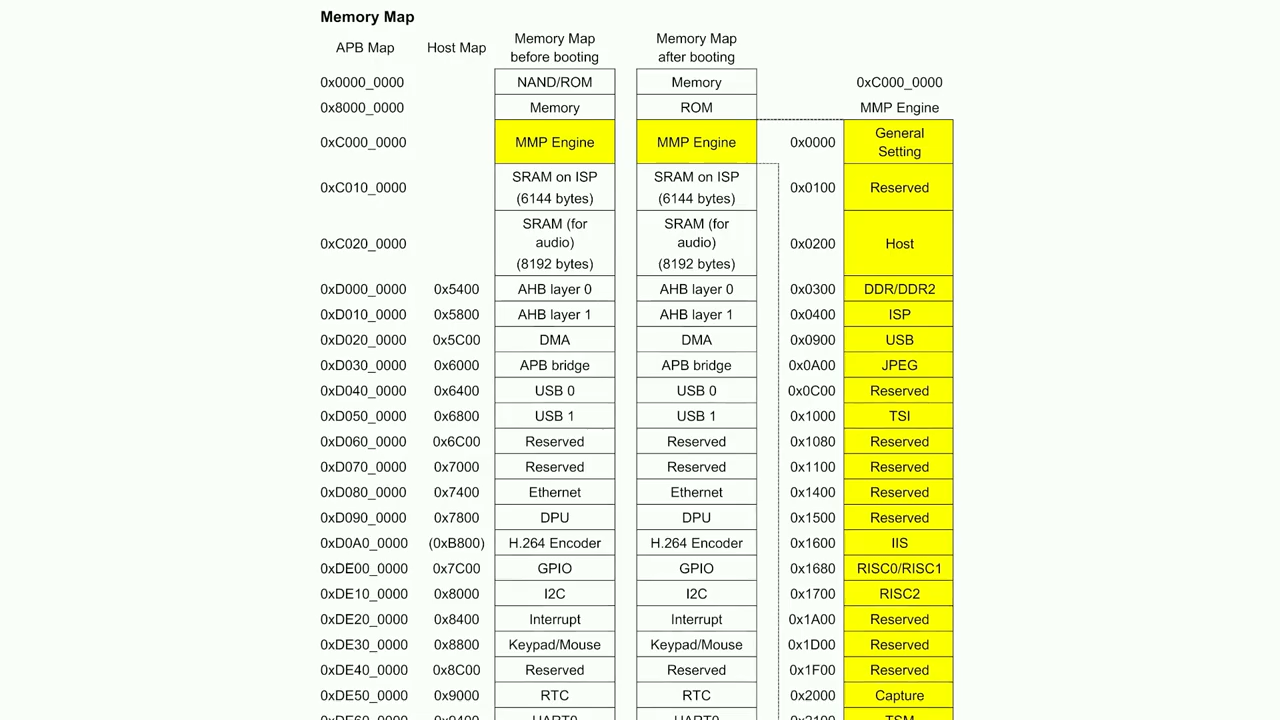 Memory Map
APB Map Host Map Memory Map before booting Memory Map after booting
0x0000_0000 NAND/ROM Memory 0xC000_0000
0x8000_0000 Memory ROM MMP Engine
0xC000_0000 MMP Engine MMP Engine 0x0000 General Setting
0xC010_0000 SRAM on ISP (6144 bytes) SRAM on ISP (6144 bytes) 0x0100 Reserved
0xC020_0000 SRAM (for audio) (8192 bytes) SRAM (for audio) (8192 bytes) 0x0200 Host
0xD000_0000 0x5400 AHB layer 0 AHB layer 0 0x0300 DDR/DDR2
0xD010_0000 0x5800 AHB layer 1 AHB layer 1 0x0400 ISP
0xD020_0000 0x5C00 DMA DMA 0x0900 USB
0xD030_0000 0x6000 APB bridge APB bridge 0x0A00 JPEG
0xD040_0000 0x6400 USB 0 USB 0 0x0C00 Reserved
0xD050_0000 0x6800 USB 1 USB 1 0x1000 TSI
0xD060_0000 0x6C00 Reserved Reserved 0x1080 Reserved
0xD070_0000 0x7000 Reserved Reserved 0x1100 Reserved
0xD080_0000 0x7400 Ethernet Ethernet 0x1400 Reserved
0xD090_0000 0x7800 DPU DPU 0x1500 Reserved
0xD0A0_0000 (0xB800) H.264 Encoder H.264 Encoder 0x1600 IIS
0xDE00_0000 0x7C00 GPIO GPIO 0x1680 RISC0/RISC1
0xDE10_0000 0x8000 I2C I2C 0x1700 RISC2
0xDE20_0000 0x8400 Interrupt Interrupt 0x1A00 Reserved
0xDE30_0000 0x8800 Keypad/Mouse Keypad/Mouse 0x1D00 Reserved
0xDE40_0000 0x8C00 Reserved Reserved 0x1F00 Reserved
0xDE50_0000 0x9000 RTC RTC 0x2000 Capture
0xDE60_0000 0x9400 UART0 UART0 0x2100 TSM